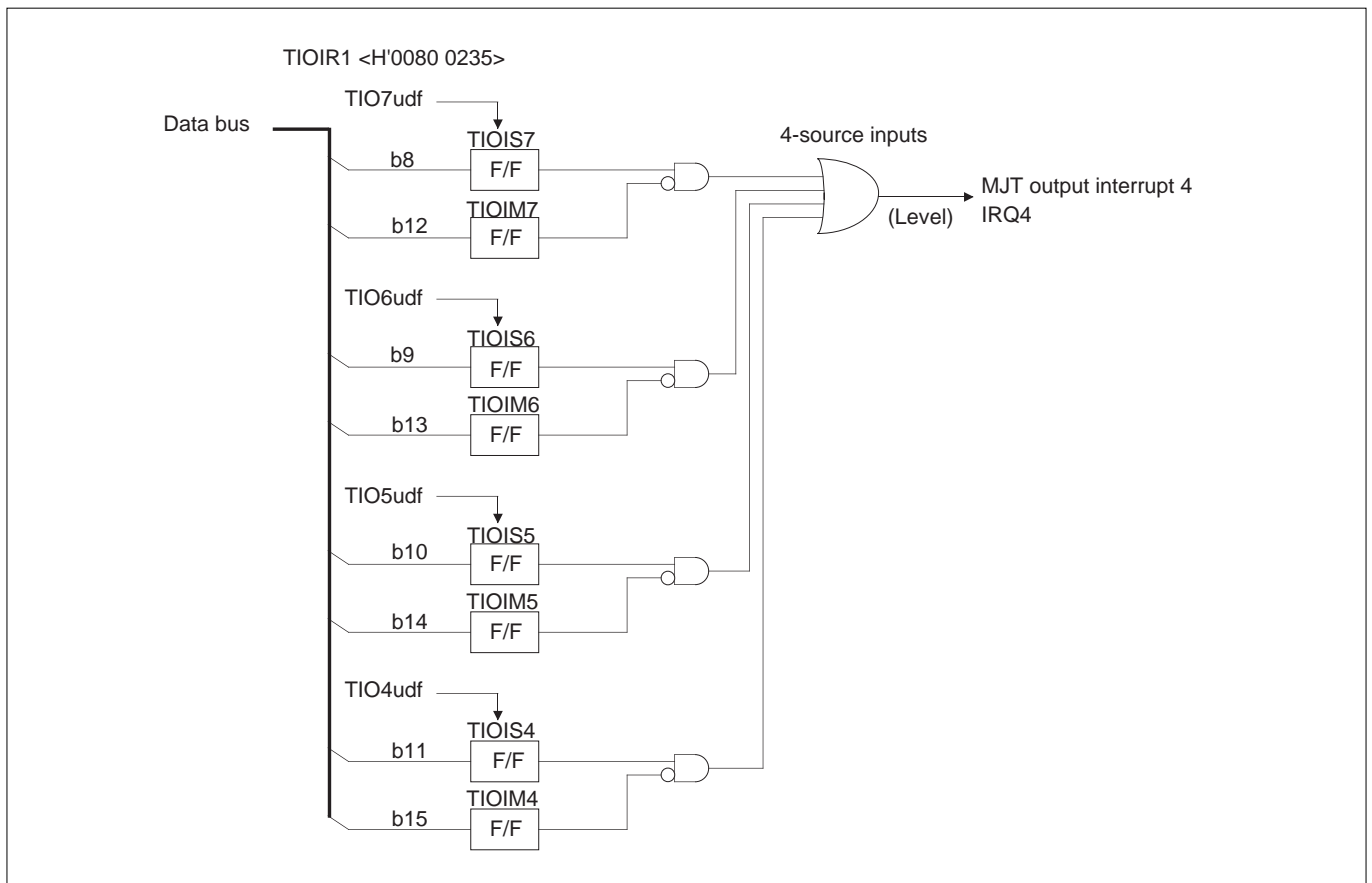 TIOIR1 <H'0080 0235>
TIO7udf
Data bus
TIOIS7
4-source inputs
b8
F/F
MJT output interrupt 4
TIOIM7
(Level)
IRQ4
b12
F/F
TIO6udf
TIOIS6
b9
F/F
TIOIM6
b13
F/F
TIO5udf
TIOIS5
b10
F/F
TIOIM5
b14
F/F
TIO4udf
TIOIS4
b11
F/F
TIOIM4
b15
F/F